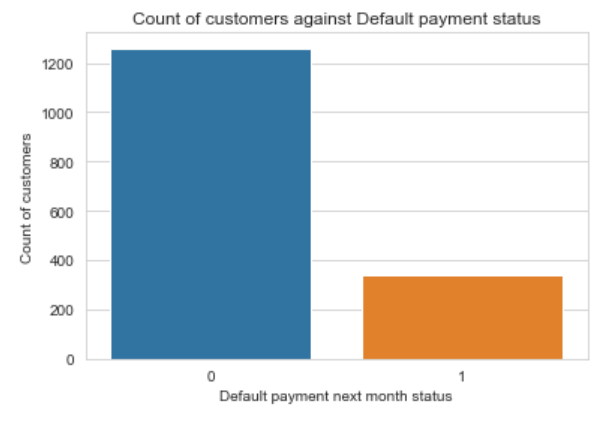 Count of customers against Default payment status
Count of customers
1200
1000
800
600
400
200
0
0 1
Default payment next month status